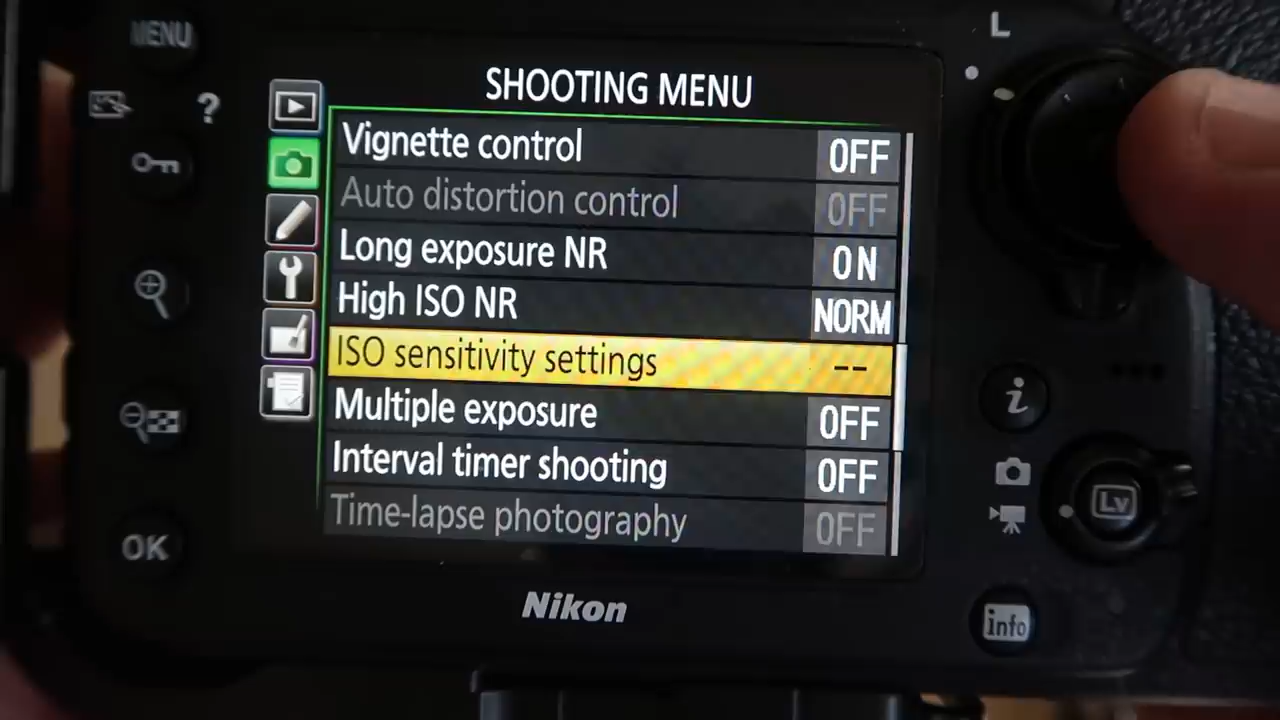 MENU
L
SHOOTING MENU
?
Vignette control OFF
Auto distortion control OFF
Long exposure NR ON
High ISO NR NORM
ISO sensitivity settings --
Multiple exposure OFF
i
Interval timer shooting OFF
Lv
Time-lapse photography OFF
OK
Nikon
info